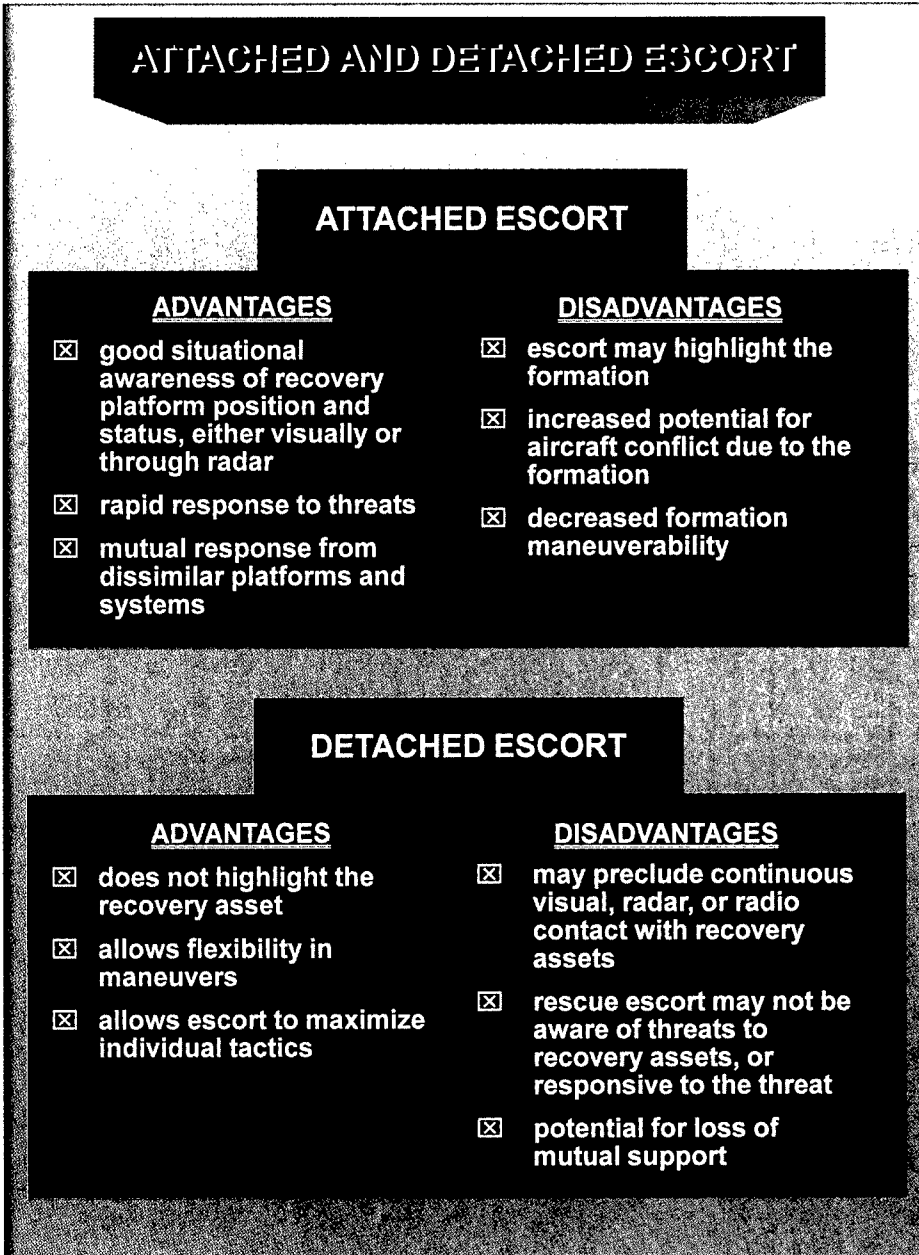 ATTACHED AND DETACHED ESCORT
ATTACHED ESCORT
ADVANTAGES
☒ good situational
awareness of recovery
platform position and
status, either visually or
through radar
☒ rapid response to threats
☒ mutual response from
dissimilar platforms and
systems
DISADVANTAGES
☒ escort may highlight the
formation
☒ increased potential for
aircraft conflict due to the
formation
☒ decreased formation
maneuverability
DETACHED ESCORT
ADVANTAGES
☒ does not highlight the
recovery asset
☒ allows flexibility in
maneuvers
☒ allows escort to maximize
individual tactics
DISADVANTAGES
☒ may preclude continuous
visual, radar, or radio
contact with recovery
assets
☒ rescue escort may not be
aware of threats to
recovery assets, or
responsive to the threat
☒ potential for loss of
mutual support